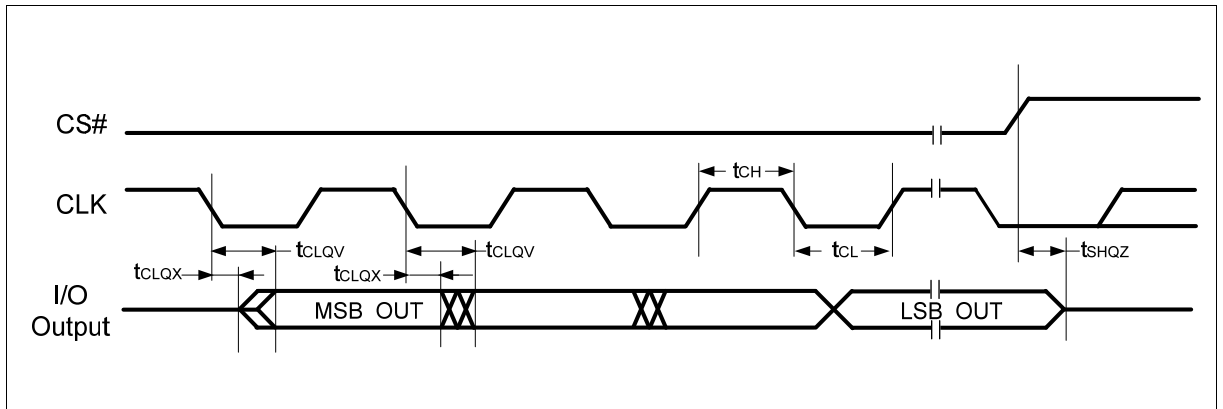 CS#
CLK
tCH
tCLQV
tCLQV
tCL
tSHQZ
tCLQX
tCLQX
I/O
Output
MSB OUT
LSB OUT